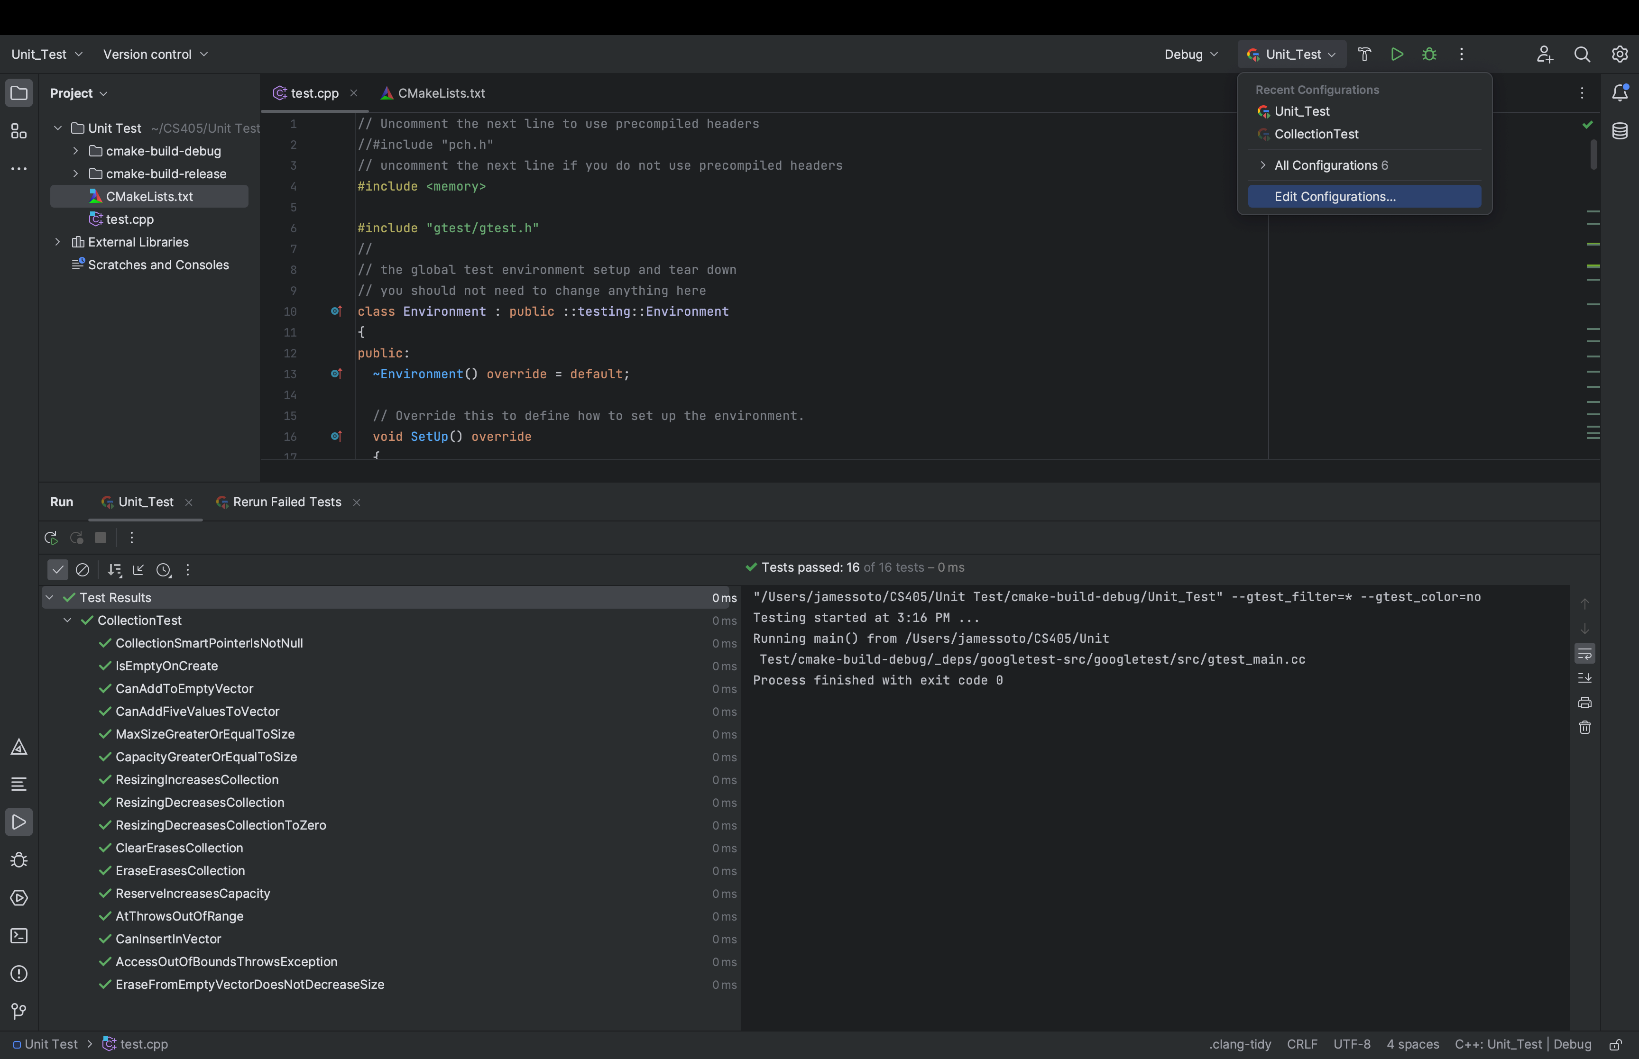 Unit_Test
Version control
Debug
Unit_Test
Project
test.cpp
CMakeLists.txt
Recent Configurations
Unit_Test
CollectionTest
All Configurations 6
Edit Configurations...
Unit Test ~/CS405/Unit Test
cmake-build-debug
cmake-build-release
CMakeLists.txt
test.cpp
External Libraries
Scratches and Consoles
1 // Uncomment the next line to use precompiled headers
2 //#include "pch.h"
3 // uncomment the next line if you do not use precompiled headers
4 #include <memory>
5
6 #include "gtest/gtest.h"
7 //
8 // the global test environment setup and tear down
9 // you should not need to change anything here
10 class Environment : public ::testing::Environment
11 {
12 public:
13 ~Environment() override = default;
14
15 // Override this to define how to set up the environment.
16 void SetUp() override
17 {
Run
Unit_Test
Rerun Failed Tests
Tests passed: 16 of 16 tests – 0 ms
Test Results 0 ms
CollectionTest 0 ms
CollectionSmartPointerIsNotNull 0 ms
IsEmptyOnCreate 0 ms
CanAddToEmptyVector 0 ms
CanAddFiveValuesToVector 0 ms
MaxSizeGreaterOrEqualToSize 0 ms
CapacityGreaterOrEqualToSize 0 ms
ResizingIncreasesCollection 0 ms
ResizingDecreasesCollection 0 ms
ResizingDecreasesCollectionToZero 0 ms
ClearErasesCollection 0 ms
EraseErasesCollection 0 ms
ReserveIncreasesCapacity 0 ms
AtThrowsOutOfRange 0 ms
CanInsertInVector 0 ms
AccessOutOfBoundsThrowsException 0 ms
EraseFromEmptyVectorDoesNotDecreaseSize 0 ms
"/Users/jamessoto/CS405/Unit Test/cmake-build-debug/Unit_Test" --gtest_filter=* --gtest_color=no
Testing started at 3:16 PM ...
Running main() from /Users/jamessoto/CS405/Unit
Test/cmake-build-debug/_deps/googletest-src/googletest/src/gtest_main.cc
Process finished with exit code 0
Unit Test
test.cpp
.clang-tidy
CRLF
UTF-8
4 spaces
C++: Unit_Test | Debug